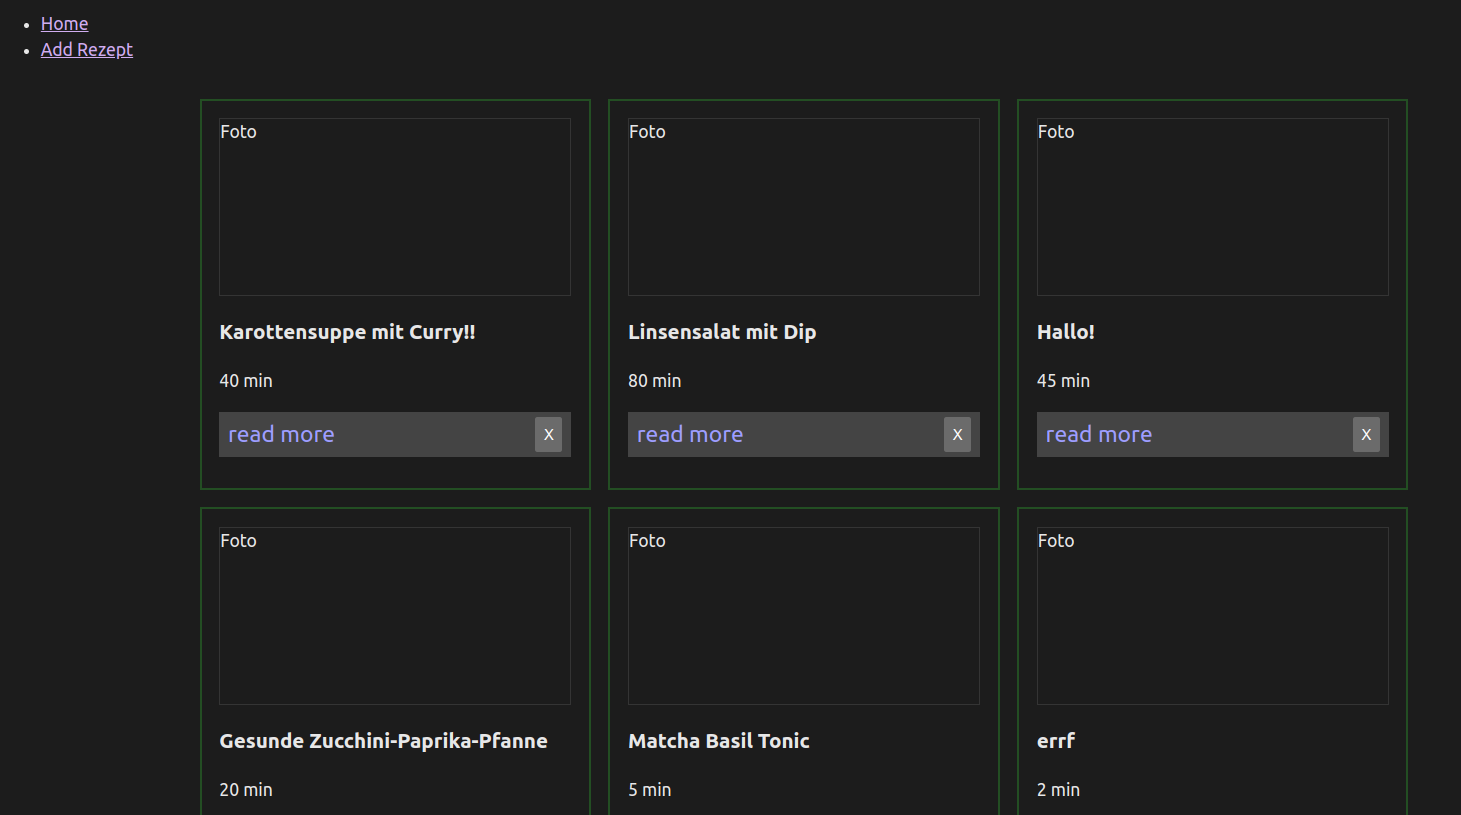 Home
Add Rezept
Foto
Foto
Foto
Karottensuppe mit Curry!!
Linsensalat mit Dip
Hallo!
40 min
80 min
45 min
read more X
read more X
read more X
Foto
Foto
Foto
Gesunde Zucchini-Paprika-Pfanne
Matcha Basil Tonic
errf
20 min
5 min
2 min